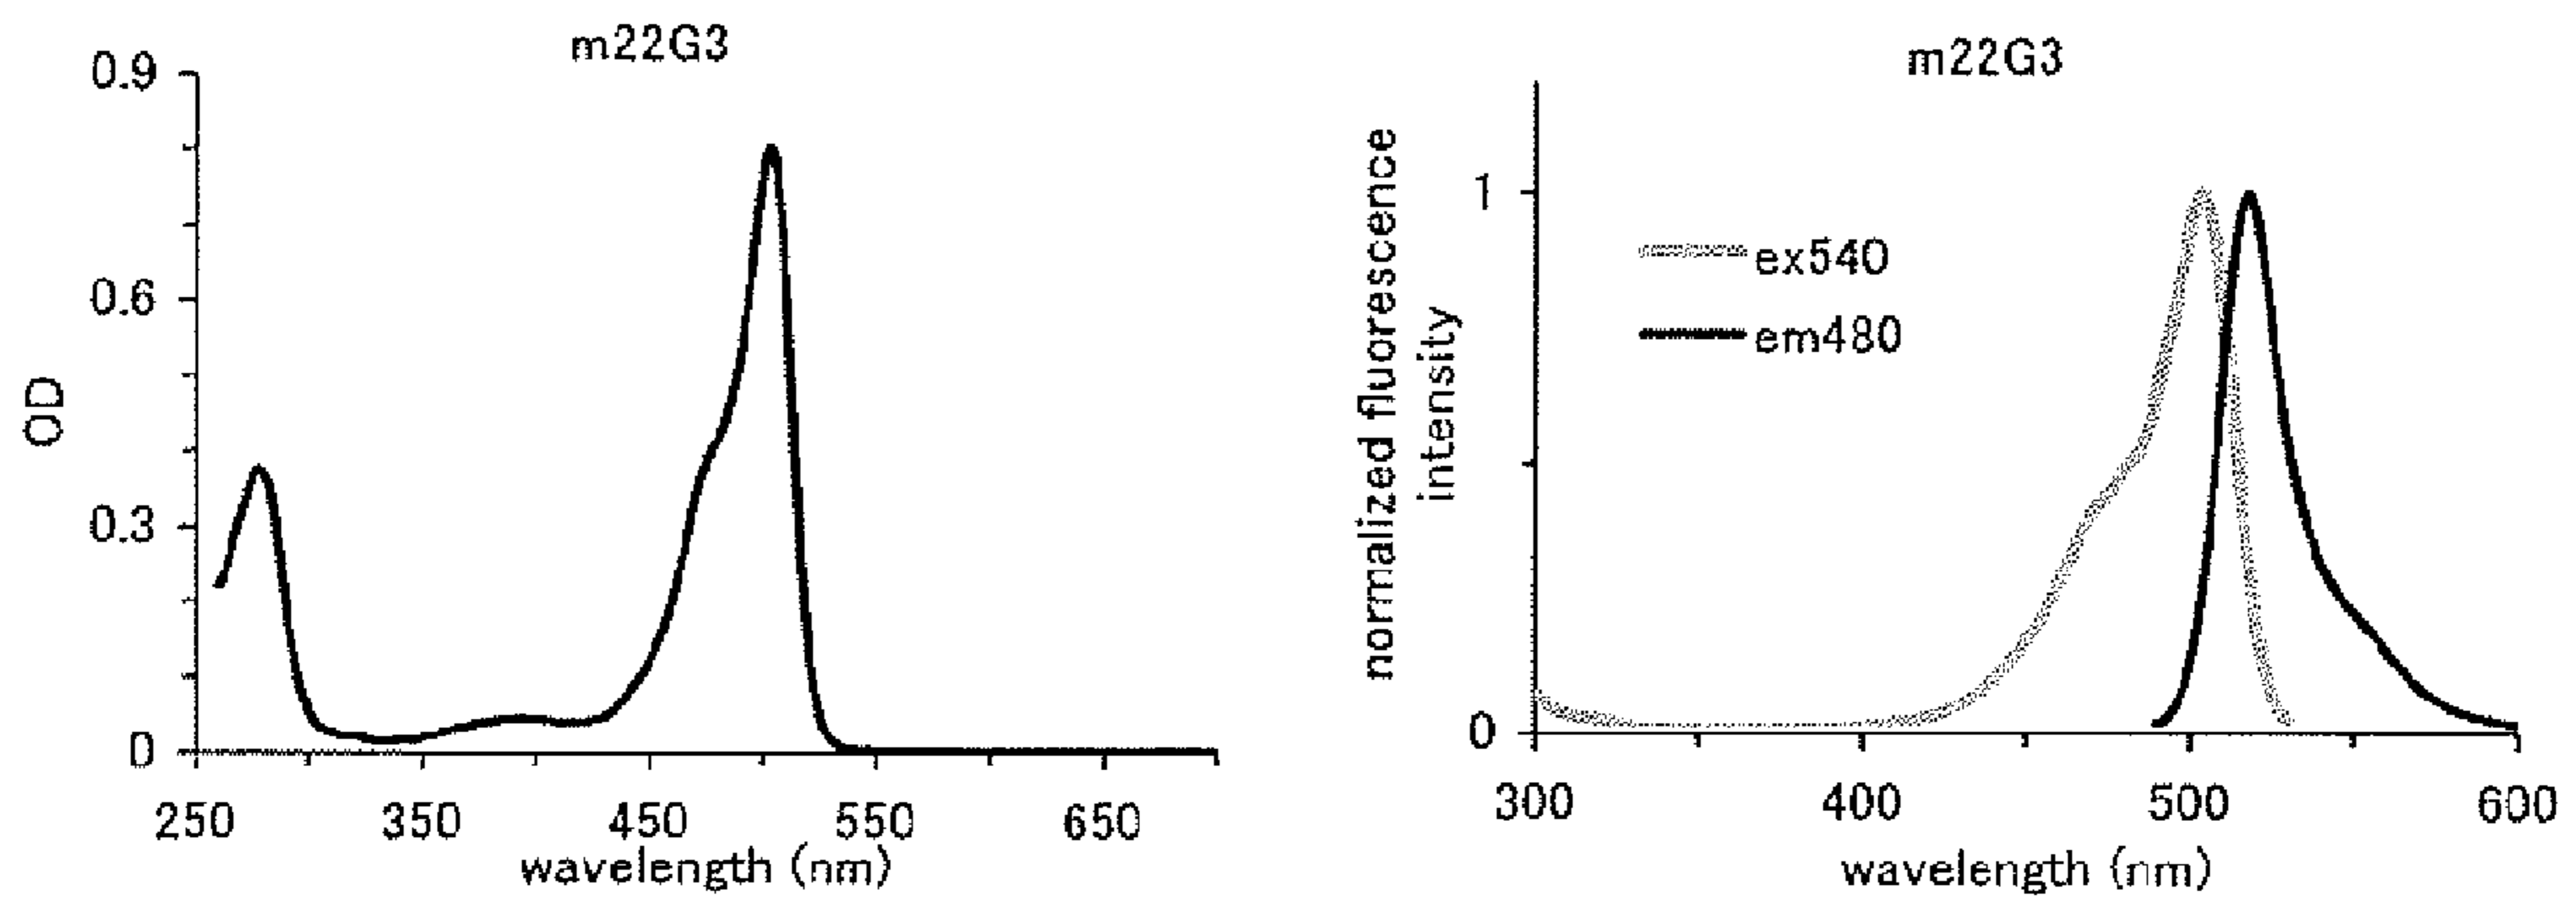 m22G3
0.9
0.6
0.3
0
OD
250 350 450 550 650
wavelength (nm)
m22G3
normalized fluorescence
intensity
1
0
ex540
em480
300 400 500 600
wavelength (nm)